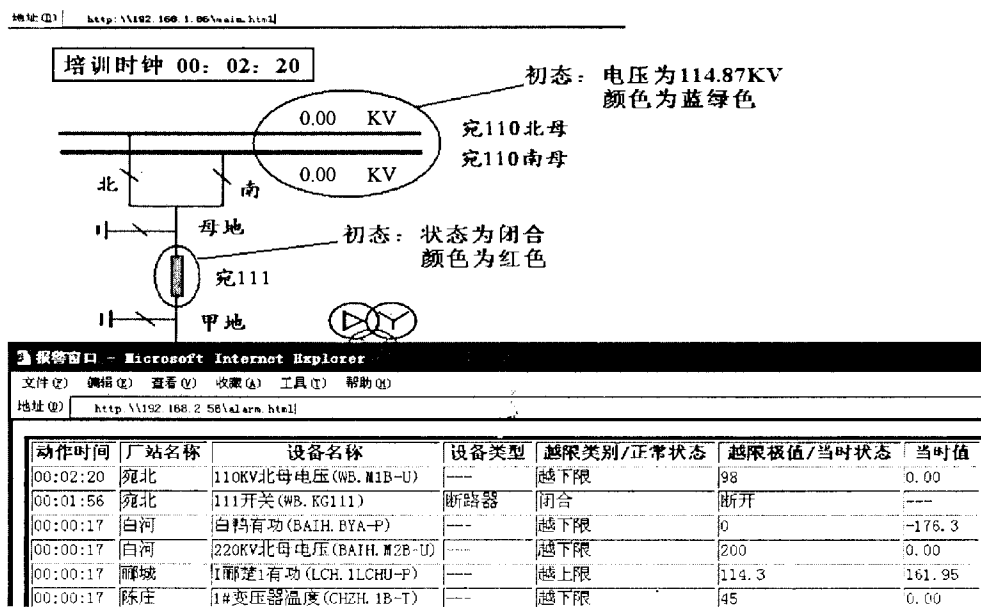 地址(D) http:\\192.168.1.86\main.html
培训时钟 00：02：20
初态：电压为114.87KV
颜色为蓝绿色
0.00 KV
宛110北母
宛110南母
0.00 KV
北
南
母地
初态：状态为闭合
颜色为红色
宛111
甲地
报警窗口 - Microsoft Internet Explorer
文件(F) 编辑(E) 查看(V) 收藏(A) 工具(T) 帮助(H)
地址(D) http:\\192.168.2.58\alarm.html
动作时间 厂站名称 设备名称 设备类型 越限类别/正常状态 越限极值/当时状态 当时值
00:02:20 宛北 110KV北母电压(WB.M1B-U) --- 越下限 98 0.00
00:01:56 宛北 111开关(WB.KG111) 断路器 闭合 断开 ---
00:00:17 白河 白鸭有功(BAIH.BYA-P) --- 越下限 0 -176.3
00:00:17 白河 220KV北母电压(BAIH.M2B-U) --- 越下限 200 0.00
00:00:17 郦城 I郦楚1有功(LCH.1LCHU-P) --- 越上限 114.3 161.95
00:00:17 陈庄 1#变压器温度(CHZH.1B-T) --- 越下限 45 0.00